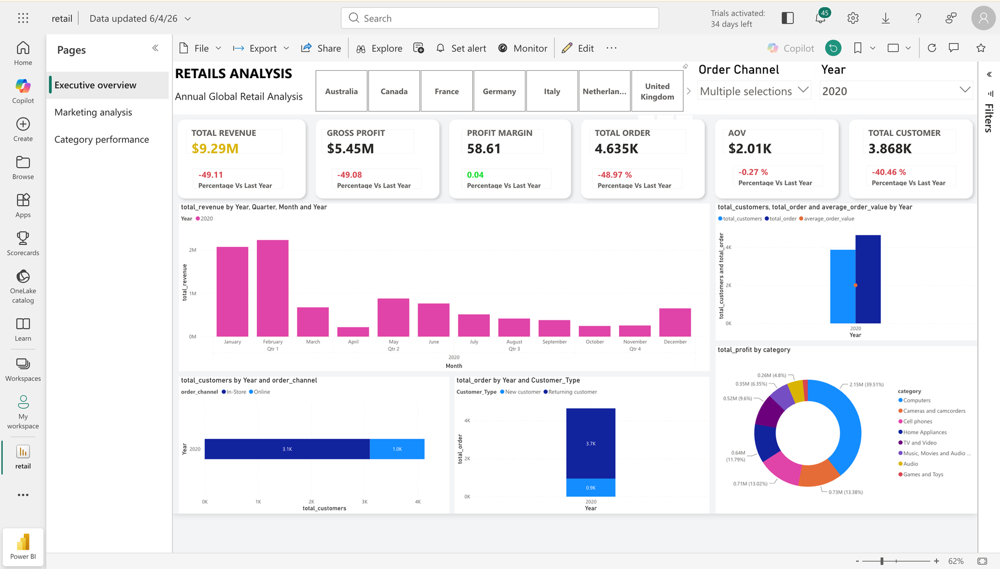 retail
Data updated 6/4/26
Search
Trials activated:
34 days left
45
?
Home
Copilot
Create
Browse
Apps
Scorecards
OneLake
catalog
Learn
Workspaces
My
workspace
retail
Power BI
Pages
Executive overview
Marketing analysis
Category performance
File
Export
Share
Explore
Set alert
Monitor
Edit
Copilot
RETAILS ANALYSIS
Annual Global Retail Analysis
Australia
Canada
France
Germany
Italy
Netherlan...
United
Kingdom
Order Channel
Multiple selections
Year
2020
Filters
TOTAL REVENUE
$9.29M
-49.11
Percentage Vs Last Year
GROSS PROFIT
$5.45M
-49.08
Percentage Vs Last Year
PROFIT MARGIN
58.61
0.04
Percentage Vs Last Year
TOTAL ORDER
4.635K
-48.97 %
Percentage Vs Last Year
AOV
$2.01K
-0.27 %
Percentage Vs Last Year
TOTAL CUSTOMER
3.868K
-40.46 %
Percentage Vs Last Year
total_revenue by Year, Quarter, Month and Year
Year 2020
total_revenue
2M
1M
0M
January February March April May June July August September October November December
Qtr 1 Qtr 2 Qtr 3 Qtr 4
2020
Month
total_customers, total_order and average_order_value by Year
total_customers total_order average_order_value
total_customers and total_order
4K
2K
0K
2020
Year
total_customers by Year and order_channel
order_channel In-Store Online
Year
2020
3.1K 1.0K
0K 1K 2K 3K 4K
total_customers
total_order by Year and Customer_Type
Customer_Type New customer Returning customer
total_order
4K
2K
0K
3.7K
0.9K
2020
Year
total_profit by category
0.26M (4.8%)
0.35M (6.35%)
0.52M (9.6%)
0.64M
(11.79%)
0.71M (13.02%)
0.73M (13.38%)
2.15M (39.51%)
category
Computers
Cameras and camcorders
Cell phones
Home Appliances
TV and Video
Music, Movies and Audio ...
Audio
Games and Toys
62%